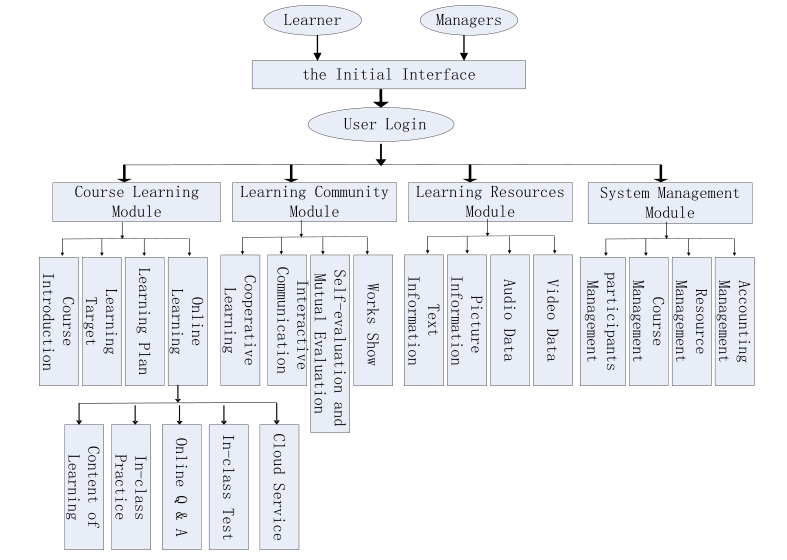 Learner
Managers
the Initial Interface
User Login
Course Learning
Module
Learning Community
Module
Learning Resources
Module
System Management
Module
Course
Introduction
Learning
Target
Learning Plan
Online
Learning
Cooperative
Learning
Interactive
Communication
Self-evaluation and
Mutual Evaluation
Works Show
Text
Information
Picture
Information
Audio Data
Video Data
participants
Management
Course
Management
Resource
Management
Accounting
Management
Content of
Learning
In-class
Practice
Online Q & A
In-class Test
Cloud Service